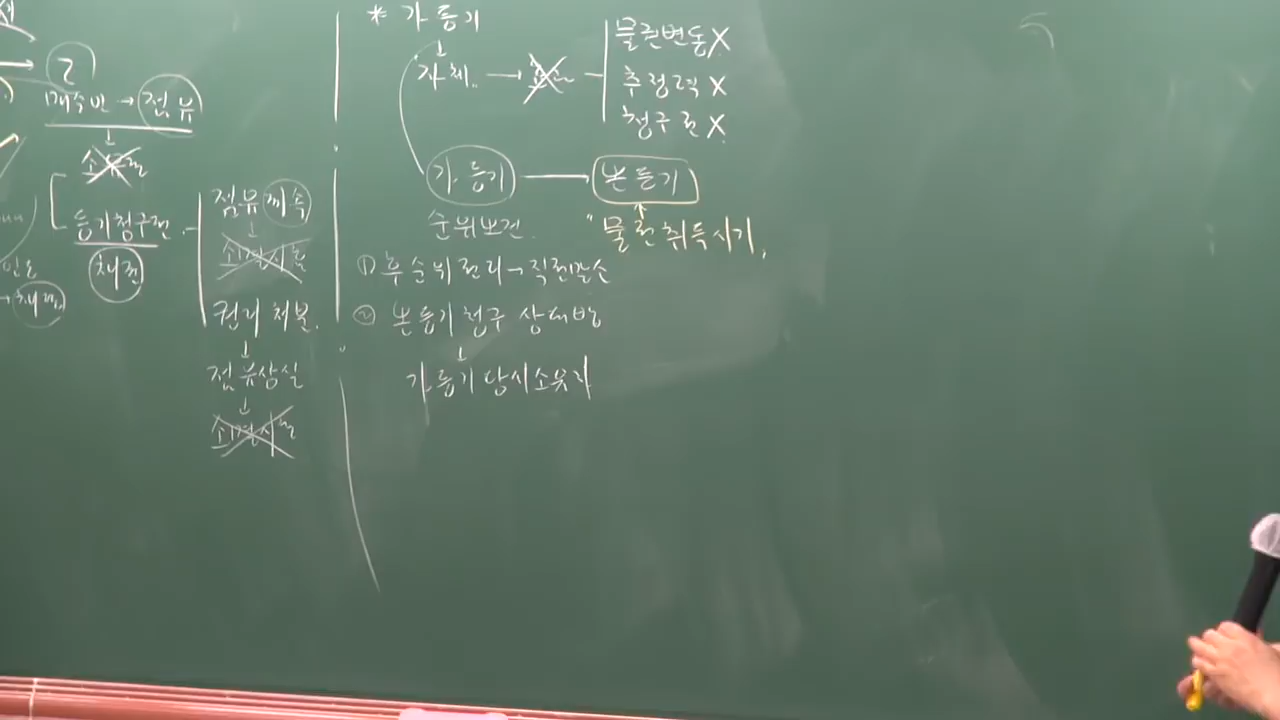 2
매수인 → 점유
↓
소유권
등기청구권
채권
점유 계속
↓
소멸시효
권리 처분.
↓
점유상실
↓
소멸시효
* 가 등기
↓
자체 → 효력
물권변동 X
추정력 X
청구권 X
가 등기 → 본 등기
순위보전. "물권취득시기,
① 후순위권리 → 직권말소
② 본등기청구 상대방
↓
가등기 당시소유자